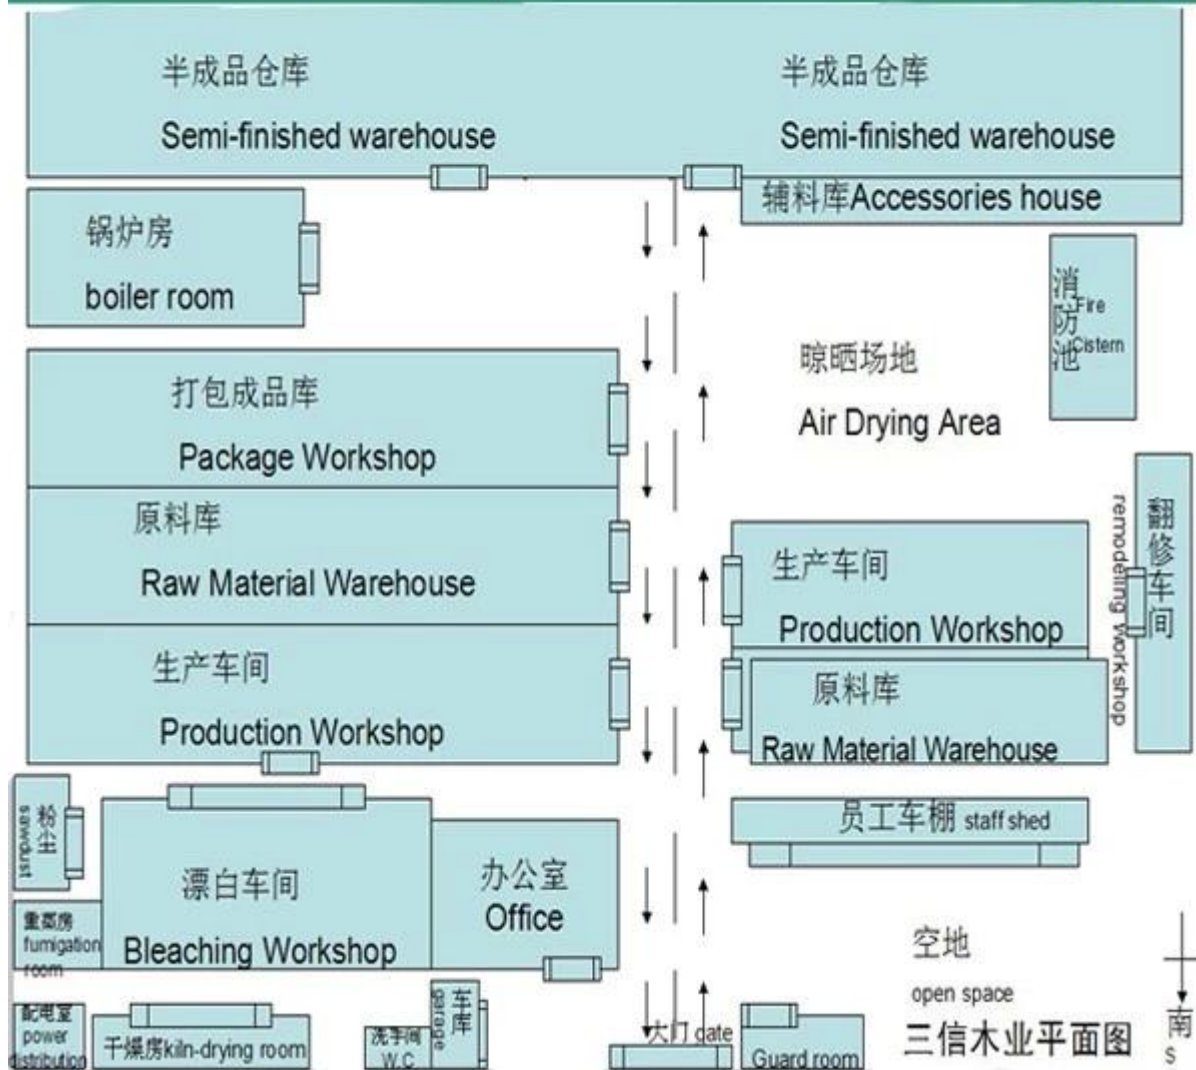 半成品仓库
Semi-finished warehouse
半成品仓库
Semi-finished warehouse
辅料库Accessories house
锅炉房
boiler room
消防池
Fire
Cistern
晾晒场地
Air Drying Area
打包成品库
Package Workshop
原料库
Raw Material Warehouse
生产车间
Production Workshop
生产车间
Production Workshop
原料库
Raw Material Warehouse
翻修车间
remodeling workshop
粉尘
sawdust
漂白车间
Bleaching Workshop
办公室
Office
员工车棚 staff shed
重蒸房
fumigation
room
空地
open space
配电室
power
distribution
干燥房kiln-drying room
洗手间
W.C
车库
garage
大门 gate
Guard room
三信木业平面图
南
S